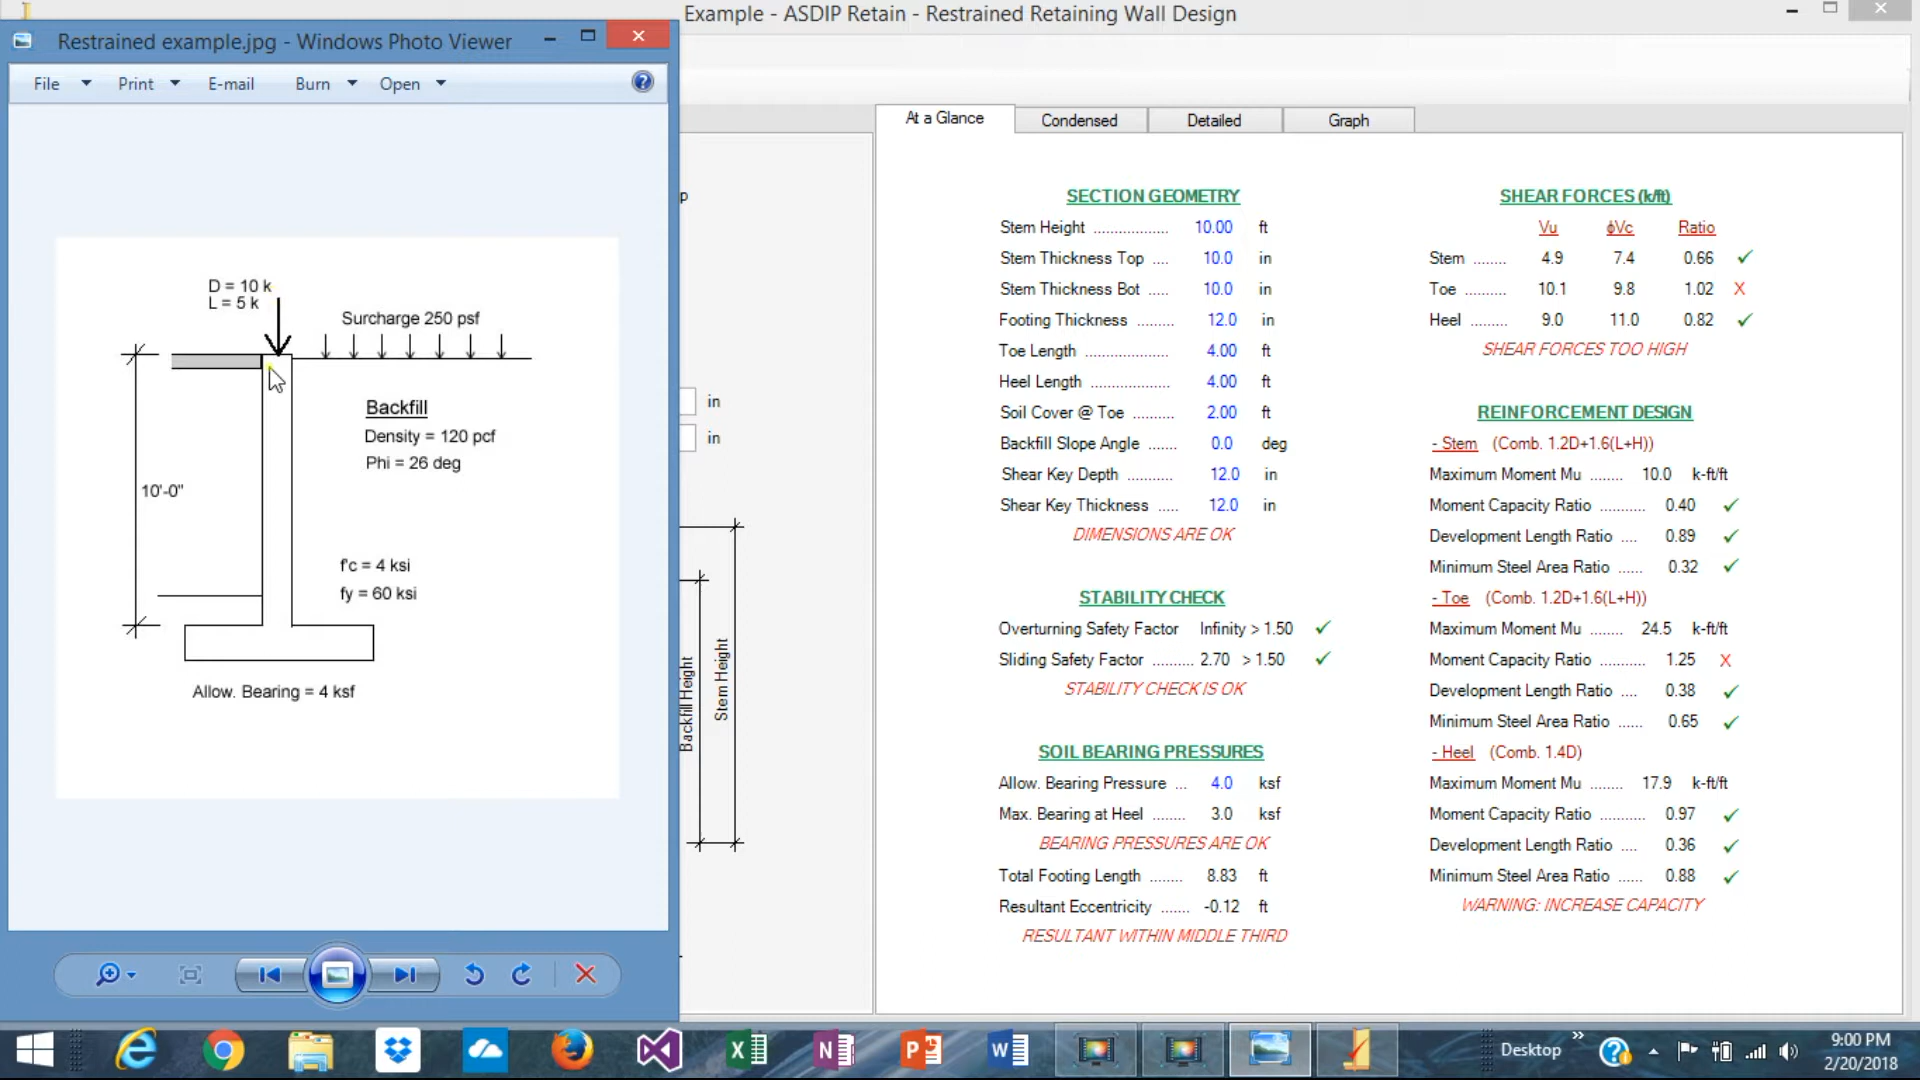 Example - ASDIP Retain - Restrained Retaining Wall Design
Restrained example.jpg - Windows Photo Viewer
File Print E-mail Burn Open
D = 10 k
L = 5 k
Surcharge 250 psf
Backfill
Density = 120 pcf
Phi = 26 deg
10'-0"
f'c = 4 ksi
fy = 60 ksi
Allow. Bearing = 4 ksf
p
in
in
Backfill Height
Stem Height
At a Glance Condensed Detailed Graph
SECTION GEOMETRY
Stem Height ................. 10.00 ft
Stem Thickness Top .... 10.0 in
Stem Thickness Bot ..... 10.0 in
Footing Thickness ......... 12.0 in
Toe Length ................... 4.00 ft
Heel Length .................. 4.00 ft
Soil Cover @ Toe ......... 2.00 ft
Backfill Slope Angle ....... 0.0 deg
Shear Key Depth ........... 12.0 in
Shear Key Thickness ..... 12.0 in
DIMENSIONS ARE OK
STABILITY CHECK
Overturning Safety Factor Infinity > 1.50 ✓
Sliding Safety Factor .......... 2.70 > 1.50 ✓
STABILITY CHECK IS OK
SOIL BEARING PRESSURES
Allow. Bearing Pressure ... 4.0 ksf
Max. Bearing at Heel ........ 3.0 ksf
BEARING PRESSURES ARE OK
Total Footing Length ........ 8.83 ft
Resultant Eccentricity ....... -0.12 ft
RESULTANT WITHIN MIDDLE THIRD
SHEAR FORCES (k/ft)
Vu ϕVc Ratio
Stem ........ 4.9 7.4 0.66 ✓
Toe .......... 10.1 9.8 1.02 X
Heel ......... 9.0 11.0 0.82 ✓
SHEAR FORCES TOO HIGH
REINFORCEMENT DESIGN
- Stem (Comb. 1.2D+1.6(L+H))
Maximum Moment Mu ........ 10.0 k-ft/ft
Moment Capacity Ratio ........... 0.40 ✓
Development Length Ratio .... 0.89 ✓
Minimum Steel Area Ratio ...... 0.32 ✓
- Toe (Comb. 1.2D+1.6(L+H))
Maximum Moment Mu ........ 24.5 k-ft/ft
Moment Capacity Ratio ........... 1.25 X
Development Length Ratio .... 0.38 ✓
Minimum Steel Area Ratio ...... 0.65 ✓
- Heel (Comb. 1.4D)
Maximum Moment Mu ........ 17.9 k-ft/ft
Moment Capacity Ratio ........... 0.97 ✓
Development Length Ratio .... 0.36 ✓
Minimum Steel Area Ratio ...... 0.88 ✓
WARNING: INCREASE CAPACITY
Desktop
9:00 PM
2/20/2018